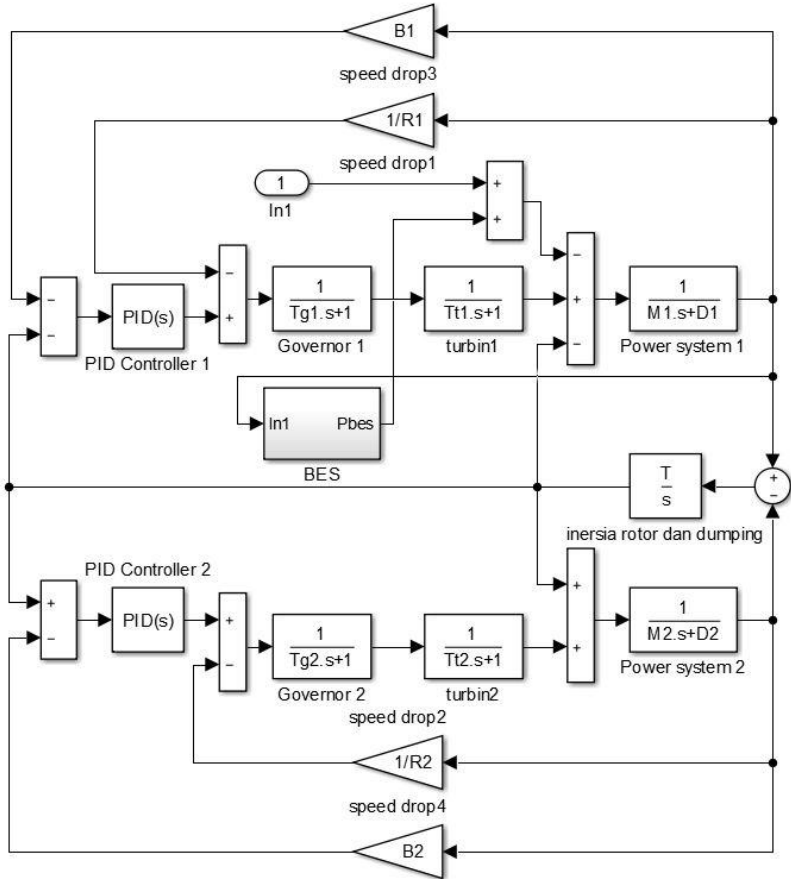 B1
speed drop3
1/R1
speed drop1
1
In1
+
+
−
−
−
+
−
+
−
PID(s)
PID Controller 1
1
Tg1.s+1
Governor 1
1
Tt1.s+1
turbin1
1
M1.s+D1
Power system 1
In1 Pbes
BES
T
s
inersia rotor dan dumping
+
−
PID Controller 2
+
−
PID(s)
+
−
1
Tg2.s+1
Governor 2
1
Tt2.s+1
turbin2
+
+
1
M2.s+D2
Power system 2
speed drop2
1/R2
speed drop4
B2